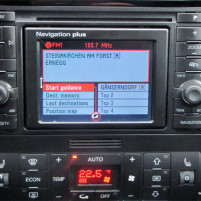 Navigation plus
FM1 100.7 MHz
STEINAKIRCHEN AM FORST [A]
ERNEGG
Start guidance GÄNSERNDORF [A]
Dest. memory Top 2
Last destinations Top 3
Position map Top 4
AUTO
ECON
TEMP
22.5
OFF